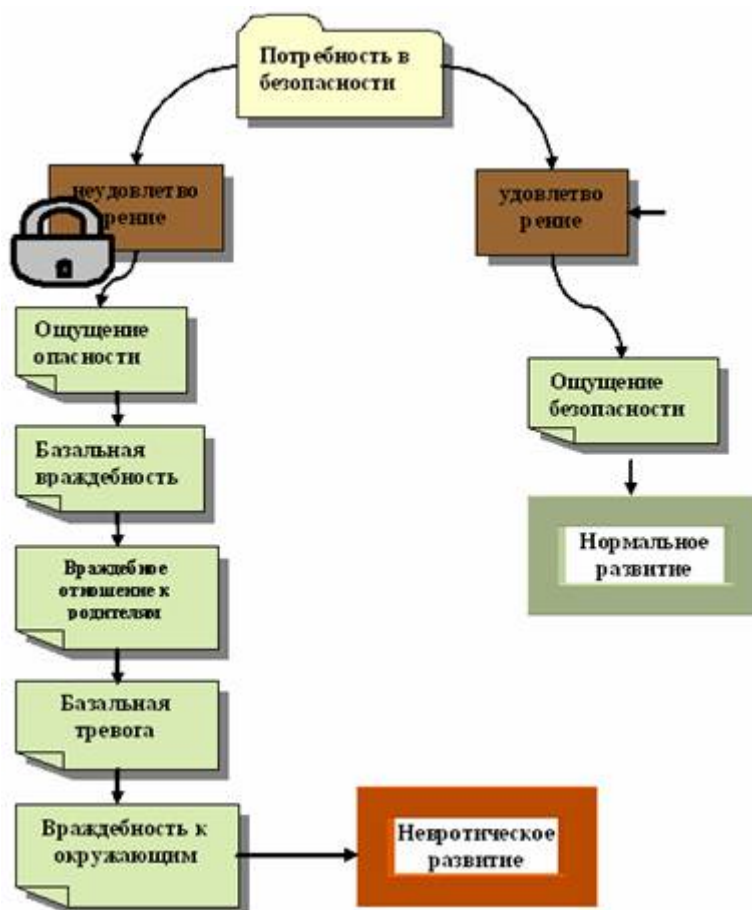 Потребность в
безопасности
неудовлетво
рение
удовлетво
рение
Ощущение
опасности
Ощущение
безопасности
Базальная
враждебность
Нормальное
развитие
Враждебное
отношение к
родителям
Базальная
тревога
Враждебность к
окружающим
Невротическое
развитие